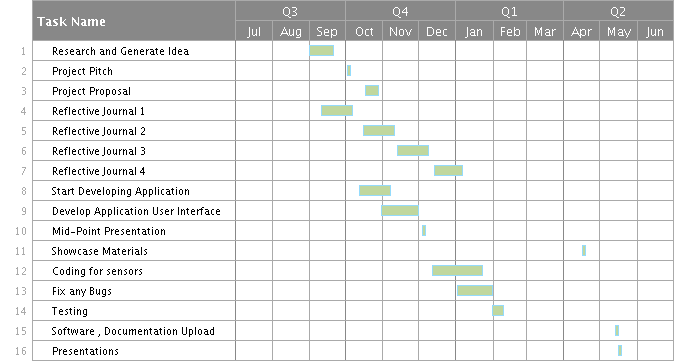 Task Name
Q3 Q4 Q1 Q2
Jul Aug Sep Oct Nov Dec Jan Feb Mar Apr May Jun
1 Research and Generate Idea
2 Project Pitch
3 Project Proposal
4 Reflective Journal 1
5 Reflective Journal 2
6 Reflective Journal 3
7 Reflective Journal 4
8 Start Developing Application
9 Develop Application User Interface
10 Mid-Point Presentation
11 Showcase Materials
12 Coding for sensors
13 Fix any Bugs
14 Testing
15 Software , Documentation Upload
16 Presentations